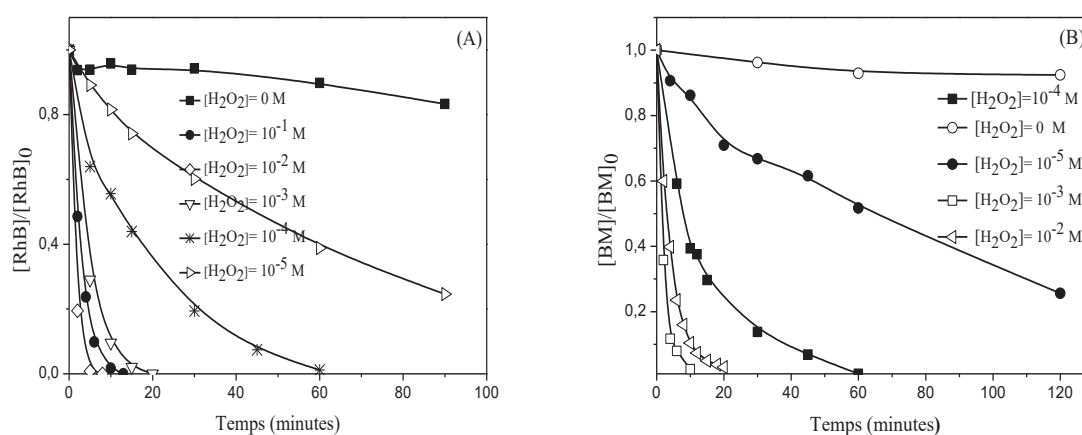 (A)
[RhB]/[RhB]₀
0,8
0,4
0,0
[H₂O₂]= 0 M
[H₂O₂]= 10⁻¹ M
[H₂O₂]= 10⁻² M
[H₂O₂]= 10⁻³ M
[H₂O₂]= 10⁻⁴ M
[H₂O₂]= 10⁻⁵ M
0 20 40 60 80 100
Temps (minutes)
(B)
[BM]/[BM]₀
1,0
0,8
0,6
0,4
0,2
[H₂O₂]=10⁻⁴ M
[H₂O₂]= 0 M
[H₂O₂]= 10⁻⁵ M
[H₂O₂]= 10⁻³ M
[H₂O₂]= 10⁻² M
0 20 40 60 80 100 120
Temps (minutes)